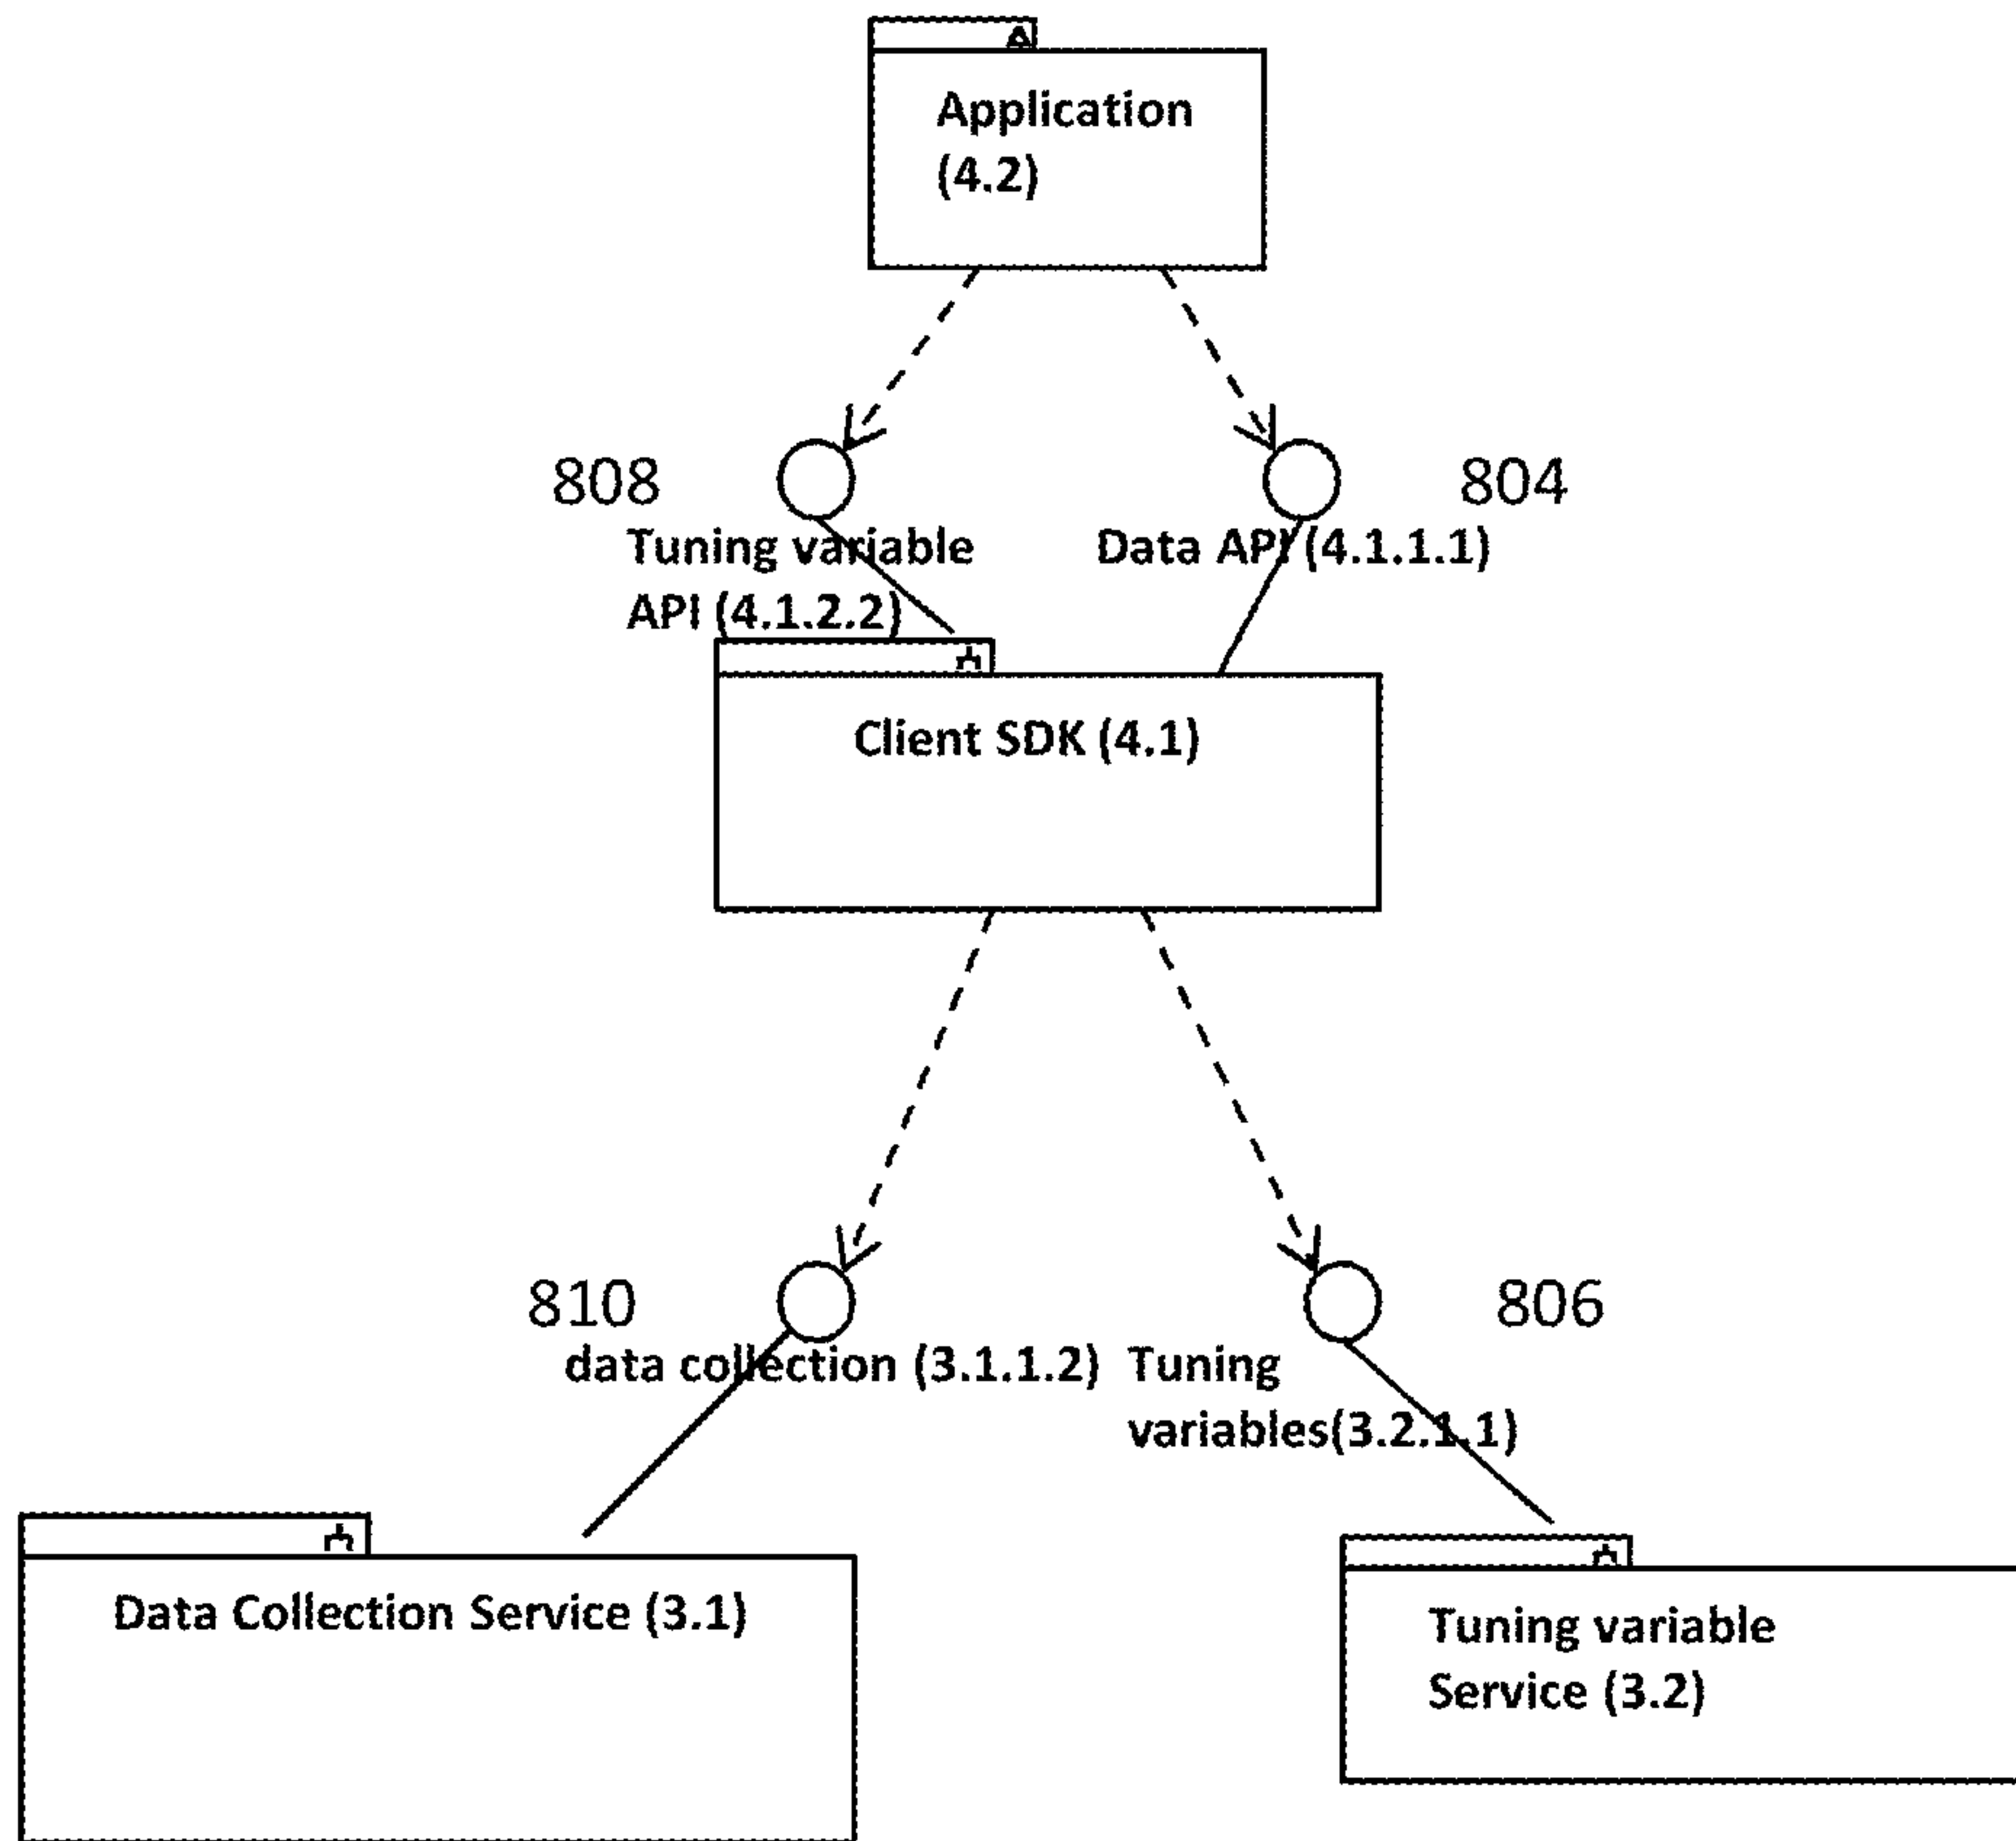 Application
(4.2)
808
804
Tuning variable
API (4.1.2.2)
Data API (4.1.1.1)
Client SDK (4.1)
810
806
data collection (3.1.1.2)
Tuning
variables(3.2.1.1)
Data Collection Service (3.1)
Tuning variable
Service (3.2)